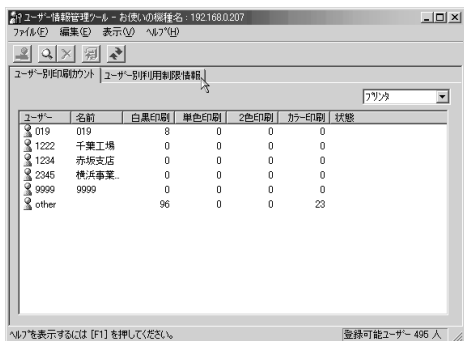 ユーザー情報管理ツール - お使いの機種名 : 192.168.0.207
ファイル(F) 編集(E) 表示(V) ヘルプ(H)
ユーザー別印刷カウント ユーザー別利用制限情報
プリンタ
ユーザー 名前 白黒印刷 単色印刷 2色印刷 カラー印刷 状態
019 019 8 0 0 0
1222 千葉工場 0 0 0 0
1234 赤坂支店 0 0 0 0
2345 横浜事業... 0 0 0 0
9999 9999 0 0 0 0
other 96 0 0 23
ヘルプを表示するには [F1] を押してください。 登録可能ユーザー 495 人